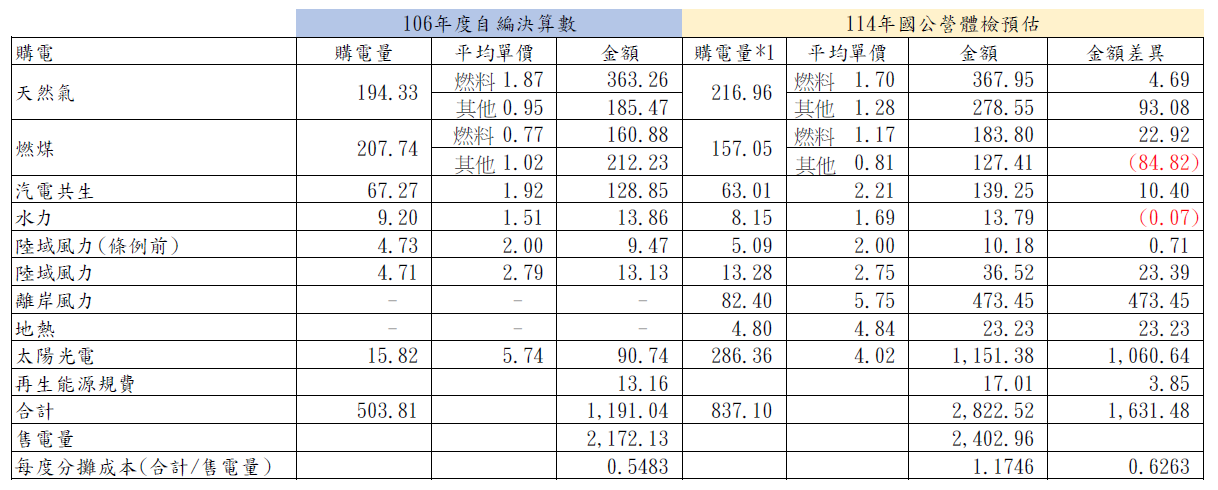 106年度自編決算數 114年國公營體檢預估
購電 購電量 平均單價 金額 購電量*1 平均單價 金額 金額差異
天然氣 194.33 燃料 1.87 363.26 216.96 燃料 1.70 367.95 4.69
其他 0.95 185.47 其他 1.28 278.55 93.08
燃煤 207.74 燃料 0.77 160.88 157.05 燃料 1.17 183.80 22.92
其他 1.02 212.23 其他 0.81 127.41 (84.82)
汽電共生 67.27 1.92 128.85 63.01 2.21 139.25 10.40
水力 9.20 1.51 13.86 8.15 1.69 13.79 (0.07)
陸域風力(條例前) 4.73 2.00 9.47 5.09 2.00 10.18 0.71
陸域風力 4.71 2.79 13.13 13.28 2.75 36.52 23.39
離岸風力 – – – 82.40 5.75 473.45 473.45
地熱 – – – 4.80 4.84 23.23 23.23
太陽光電 15.82 5.74 90.74 286.36 4.02 1,151.38 1,060.64
再生能源規費 13.16 17.01 3.85
合計 503.81 1,191.04 837.10 2,822.52 1,631.48
售電量 2,172.13 2,402.96
每度分攤成本(合計/售電量) 0.5483 1.1746 0.6263